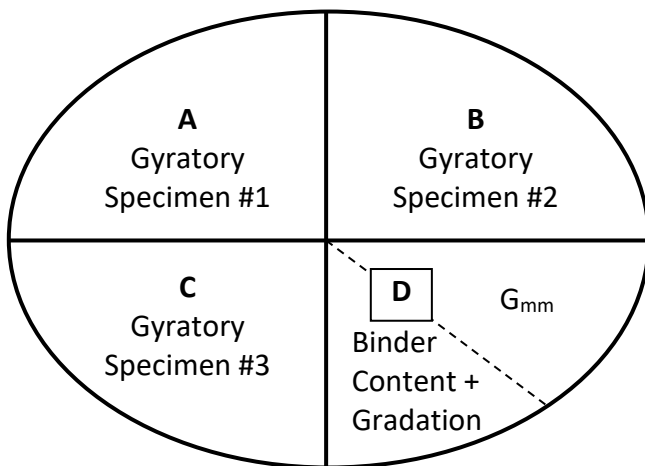 A
Gyratory
Specimen #1
B
Gyratory
Specimen #2
C
Gyratory
Specimen #3
D
Gmm
Binder
Content +
Gradation